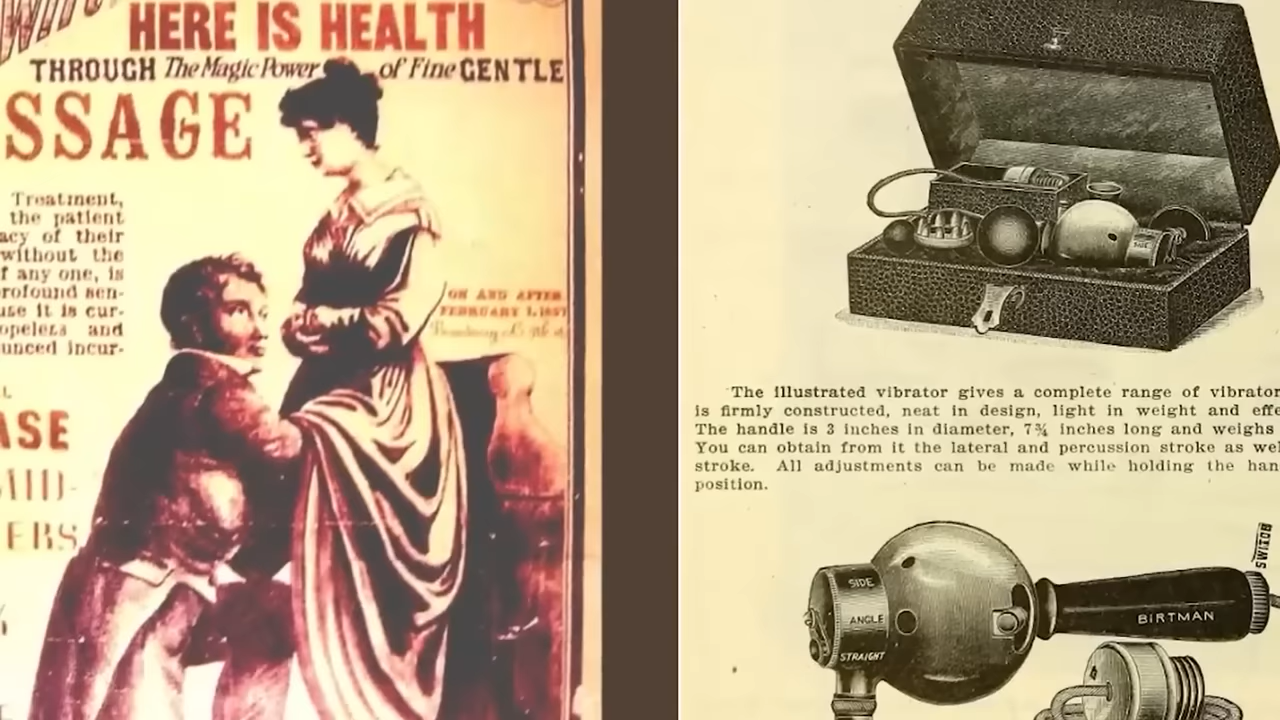 HERE IS HEALTH
THROUGH The Magic Power of Fine GENTLE
SSAGE
Treatment,
the patient
acy of their
without the
f any one, is
rofound sen-
use it is cur-
opeless and
unced incur-
ASE
MID-
ERS
ON AND AFTER
FEBRUARY 1,
The illustrated vibrator gives a complete range of vibrator
is firmly constructed, neat in design, light in weight and effe
The handle is 3 inches in diameter, 7¾ inches long and weighs
You can obtain from it the lateral and percussion stroke as wel
stroke. All adjustments can be made while holding the han
position.
SWITCH
SIDE
ANGLE
STRAIGHT
BIRTMAN